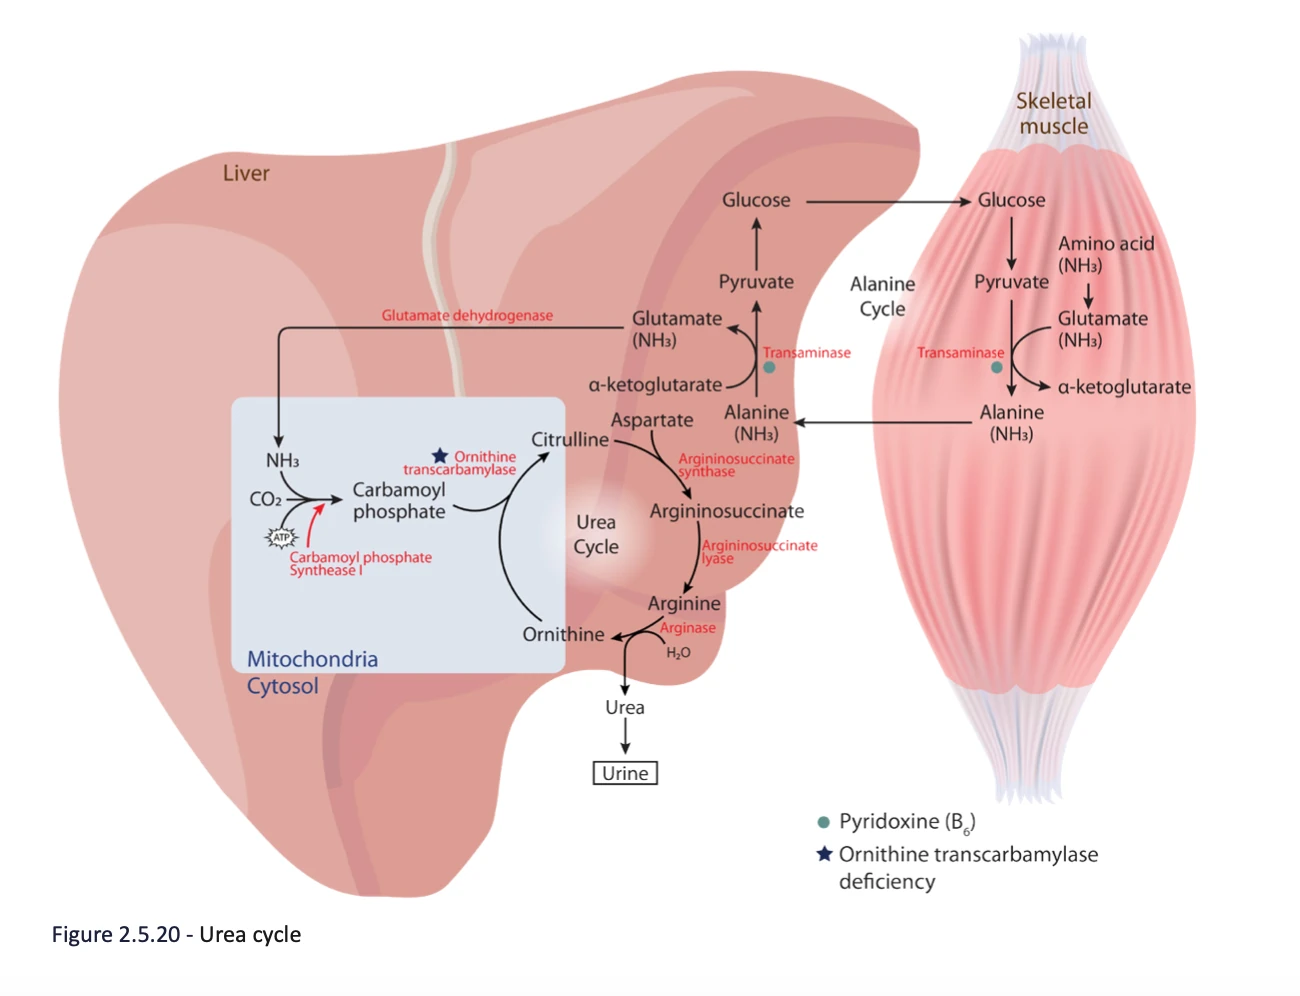 Skeletal
muscle
Liver
Glucose
Glucose
Amino acid
(NH₃)
Pyruvate
Alanine
Cycle
Pyruvate
Glutamate dehydrogenase
Glutamate
(NH₃)
Glutamate
(NH₃)
Transaminase
Transaminase
α-ketoglutarate
α-ketoglutarate
Alanine
(NH₃)
Alanine
(NH₃)
Aspartate
Citrulline
Ornithine
transcarbamylase
Argininosuccinate
synthase
NH₃
CO₂
ATP
Carbamoyl
phosphate
Carbamoyl phosphate
Synthease I
Urea
Cycle
Argininosuccinate
Argininosuccinate
lyase
Arginine
Arginase
H₂O
Ornithine
Mitochondria
Cytosol
Urea
Urine
Pyridoxine (B₆)
Ornithine transcarbamylase
deficiency
Figure 2.5.20 - Urea cycle